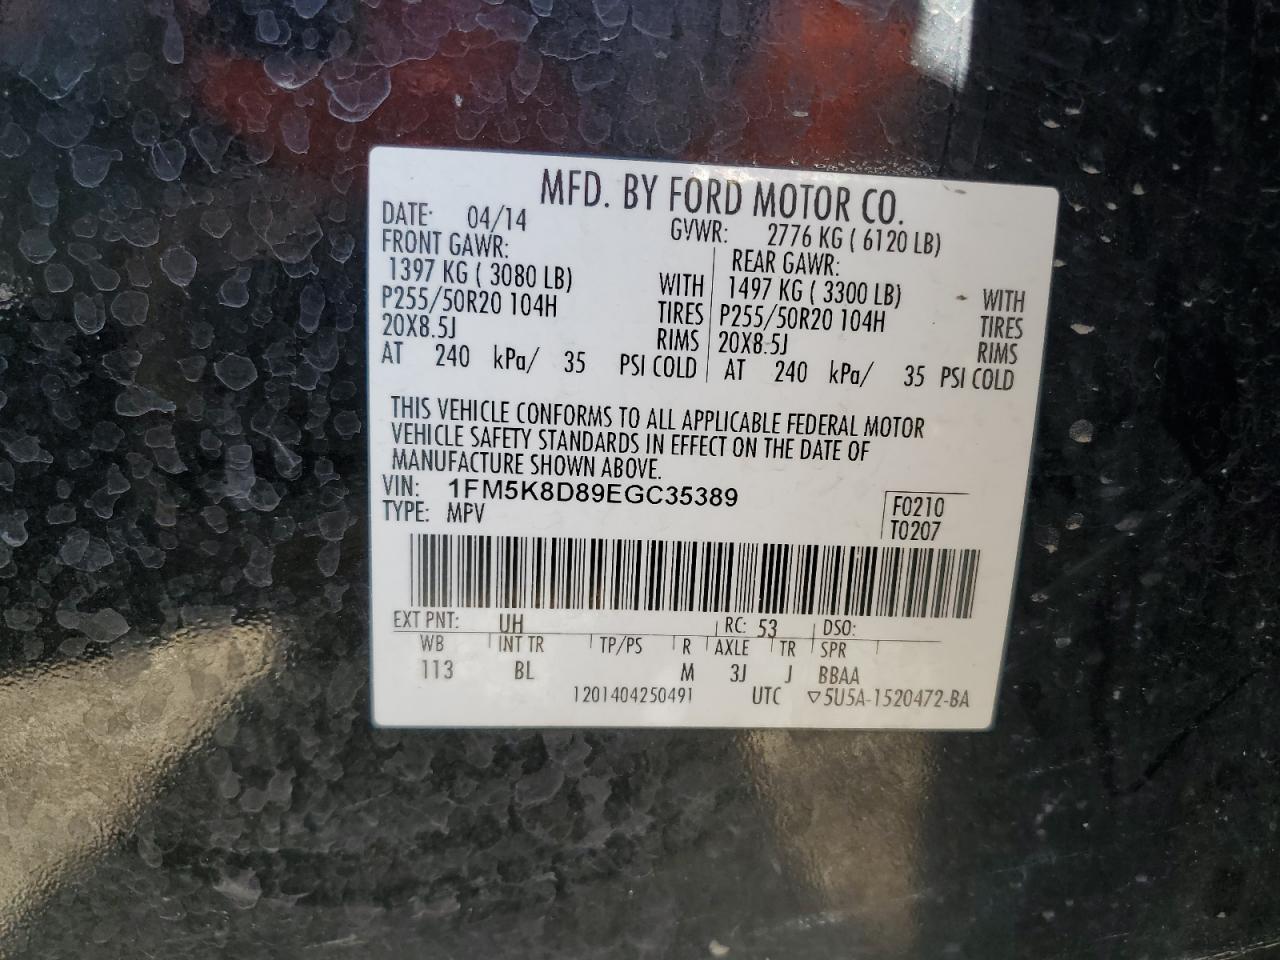 MFD. BY FORD MOTOR CO.
DATE: 04/14 GVWR: 2776 KG ( 6120 LB)
FRONT GAWR: REAR GAWR:
1397 KG ( 3080 LB) WITH 1497 KG ( 3300 LB) WITH
P255/50R20 104H TIRES P255/50R20 104H TIRES
20X8.5J RIMS 20X8.5J RIMS
AT 240 kPa/ 35 PSI COLD AT 240 kPa/ 35 PSI COLD
THIS VEHICLE CONFORMS TO ALL APPLICABLE FEDERAL MOTOR
VEHICLE SAFETY STANDARDS IN EFFECT ON THE DATE OF
MANUFACTURE SHOWN ABOVE.
VIN: 1FM5K8D89EGC35389 F0210
TYPE: MPV T0207
EXT PNT: UH RC: 53 DSO:
WB INT TR TP/PS R AXLE TR SPR
113 BL M 3J J BBAA
1201404250491 UTC ▽5U5A-1520472-BA